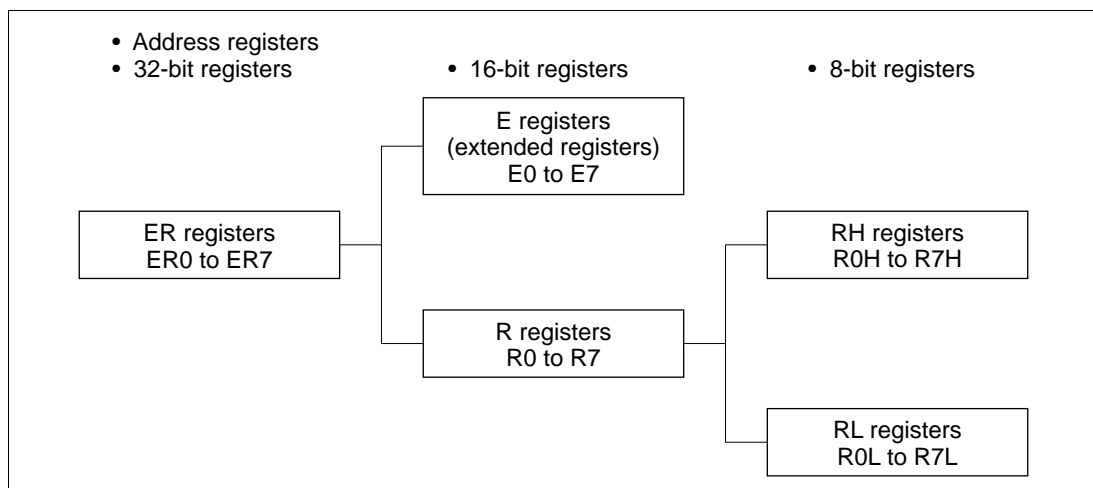 • Address registers
• 32-bit registers
• 16-bit registers
• 8-bit registers
E registers
(extended registers)
E0 to E7
ER registers
ER0 to ER7
RH registers
R0H to R7H
R registers
R0 to R7
RL registers
R0L to R7L